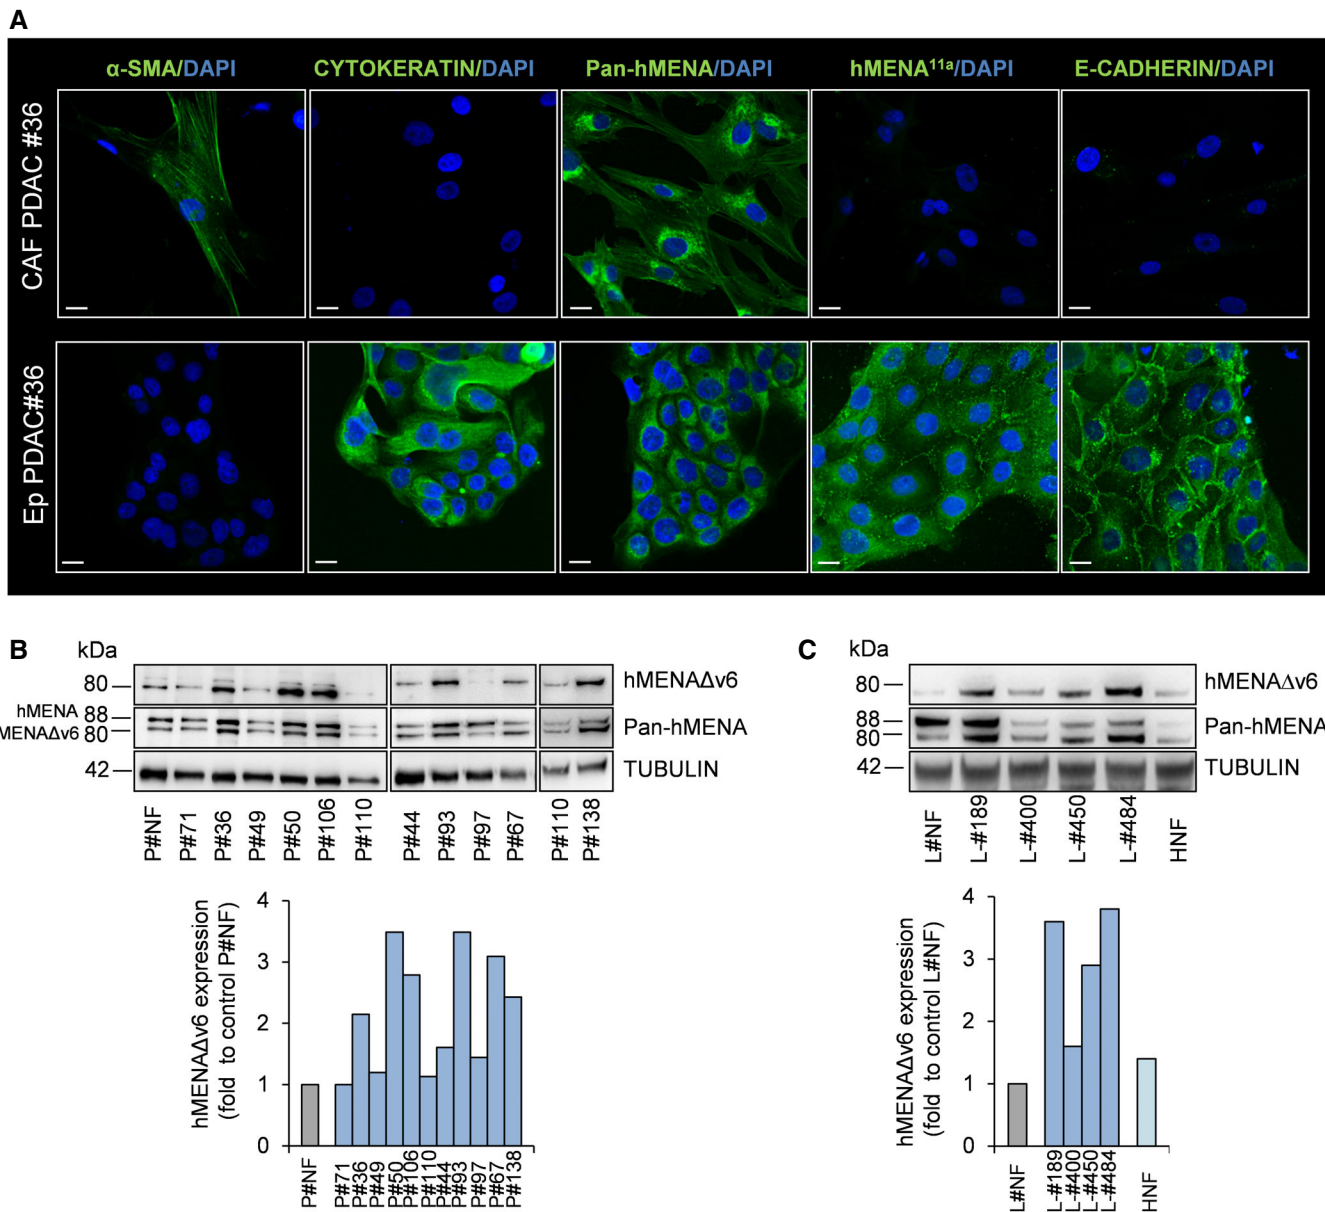 A
α-SMA/DAPI CYTOKERATIN/DAPI Pan-hMENA/DAPI hMENA¹¹ᵃ/DAPI E-CADHERIN/DAPI
CAF PDAC #36
Ep PDAC#36
B
kDa
80 hMENAΔv6
hMENA 88
MENAΔv6 80 Pan-hMENA
42 TUBULIN
P#NF P#71 P#36 P#49 P#50 P#106 P#110 P#44 P#93 P#97 P#67 P#110 P#138
hMENAΔv6 expression
(fold to control P#NF)
4
3
2
1
0
P#NF P#71 P#36 P#49 P#50 P#106 P#110 P#44 P#93 P#97 P#67 P#138
C
kDa
80 hMENAΔv6
88 Pan-hMENA
80
42 TUBULIN
L#NF L-#189 L-#400 L-#450 L-#484 HNF
hMENAΔv6 expression
(fold to control L#NF)
4
3
2
1
0
L#NF L-#189 L-#400 L-#450 L-#484 HNF